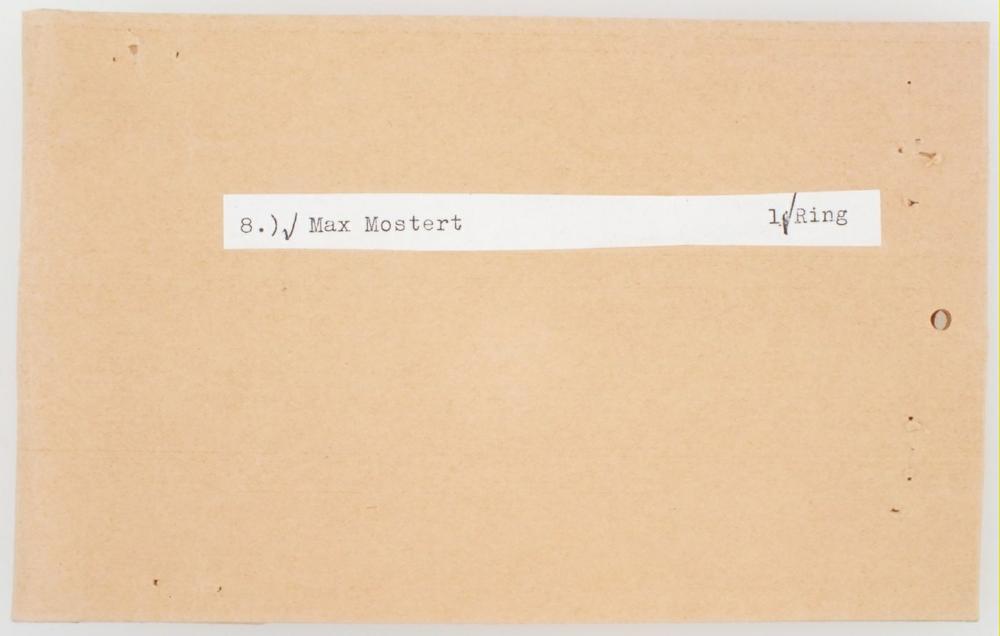 8.)√ Max Mostert 1√Ring